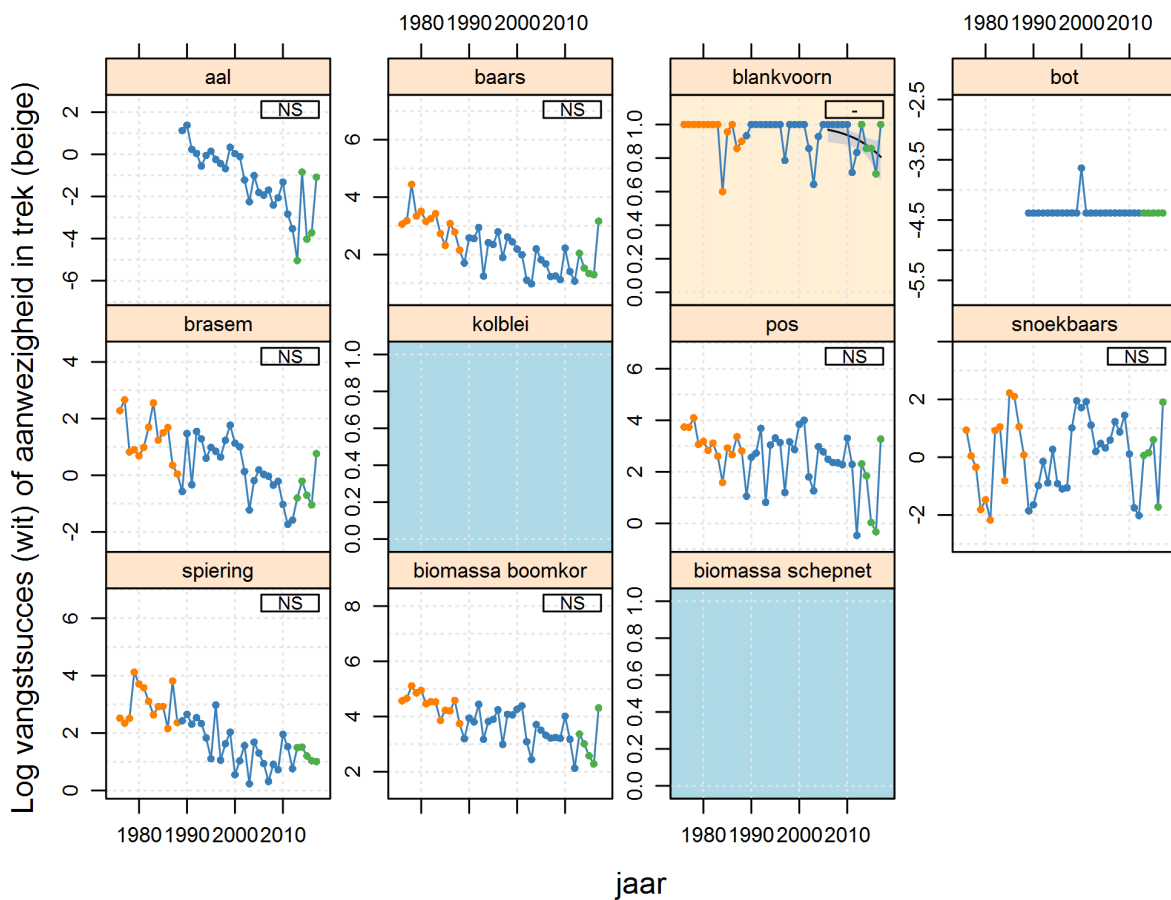 1980 2000
1990 2010
1980 2000
1990 2010
aal
baars
blankvoorn
bot
NS
NS
-
2
0
-2
-4
-6
6
4
2
1.0
0.8
0.6
0.4
0.2
0.0
-2.5
-3.5
-4.5
-5.5
brasem
kolblei
pos
snoekbaars
NS
NS
NS
4
2
0
-2
1.0
0.8
0.6
0.4
0.2
0.0
6
4
2
0
2
0
-2
spiering
biomassa boomkor
biomassa schepnet
NS
NS
6
4
2
0
8
6
4
2
1.0
0.8
0.6
0.4
0.2
0.0
1980 1990 2000 2010
1980 1990 2000 2010
jaar
Log vangstsucces (wit) of aanwezigheid in trek (beige)